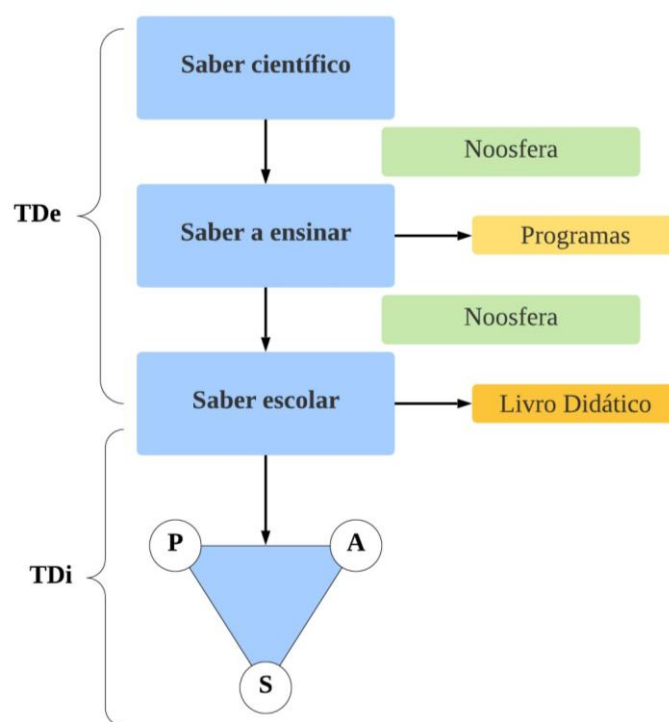 Saber científico
Noosfera
TDe
Saber a ensinar
Programas
Noosfera
Saber escolar
Livro Didático
P
A
TDi
S